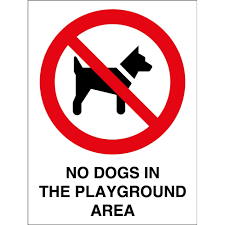 NO DOGS IN
THE PLAYGROUND
AREA